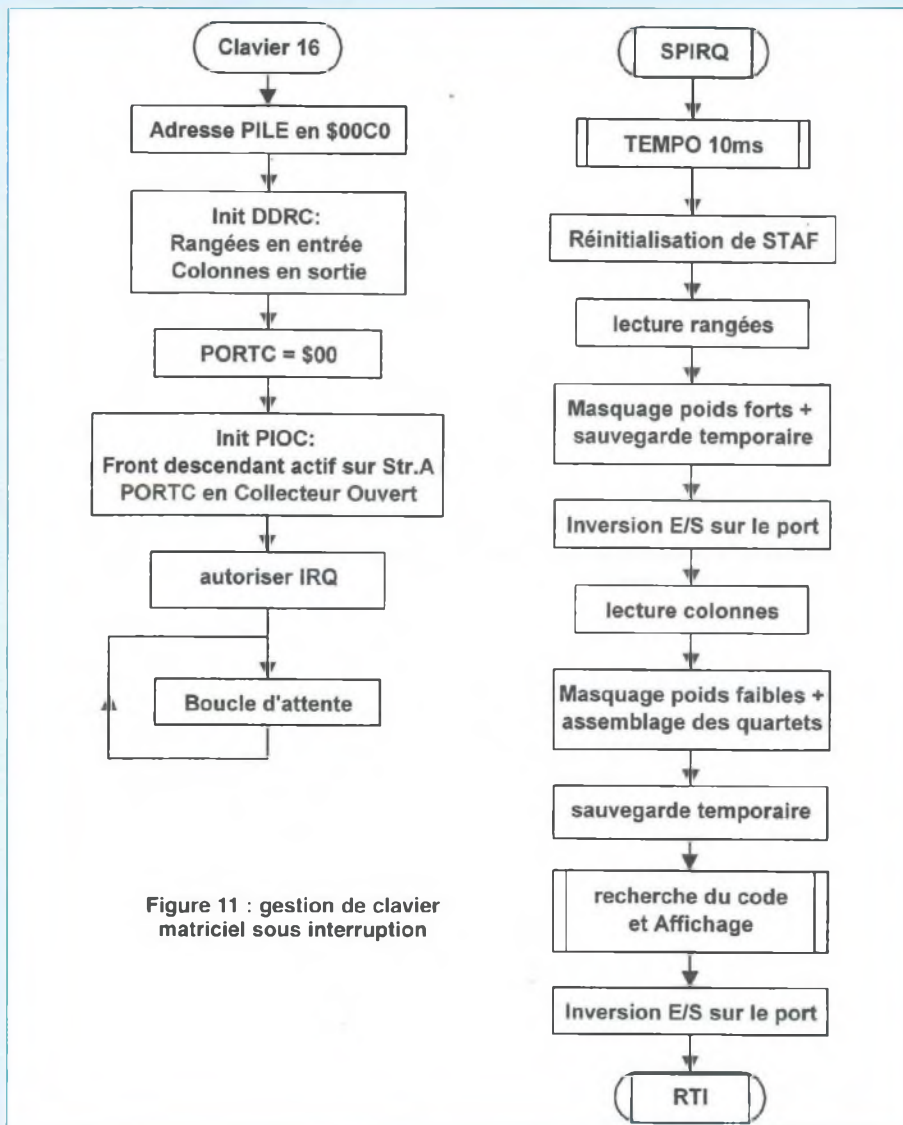 Clavier 16
Adresse PILE en $00C0
Init DDRC:
Rangées en entrée
Colonnes en sortie
PORTC = $00
Init PIOC:
Front descendant actif sur Str.A
PORTC en Collecteur Ouvert
autoriser IRQ
Boucle d'attente
SPIRQ
TEMPO 10ms
Réinitialisation de STAF
lecture rangées
Masquage poids forts +
sauvegarde temporaire
Inversion E/S sur le port
lecture colonnes
Masquage poids faibles +
assemblage des quartets
sauvegarde temporaire
recherche du code
et Affichage
Inversion E/S sur le port
RTI
Figure 11 : gestion de clavier
matriciel sous interruption